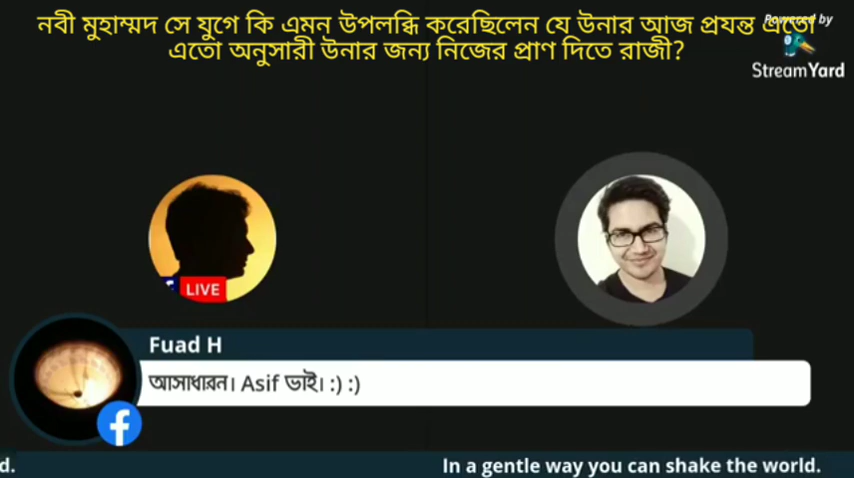 নবী মুহাম্মদ সে যুগে কি এমন উপলব্ধি করেছিলেন যে উনার আজ প্রযন্ত এতো
এতো অনুসারী উনার জন্য নিজের প্রাণ দিতে রাজী?
Powered by
StreamYard
LIVE
Fuad H
আসাধারন। Asif ভাই। :) :)
d.
In a gentle way you can shake the world.